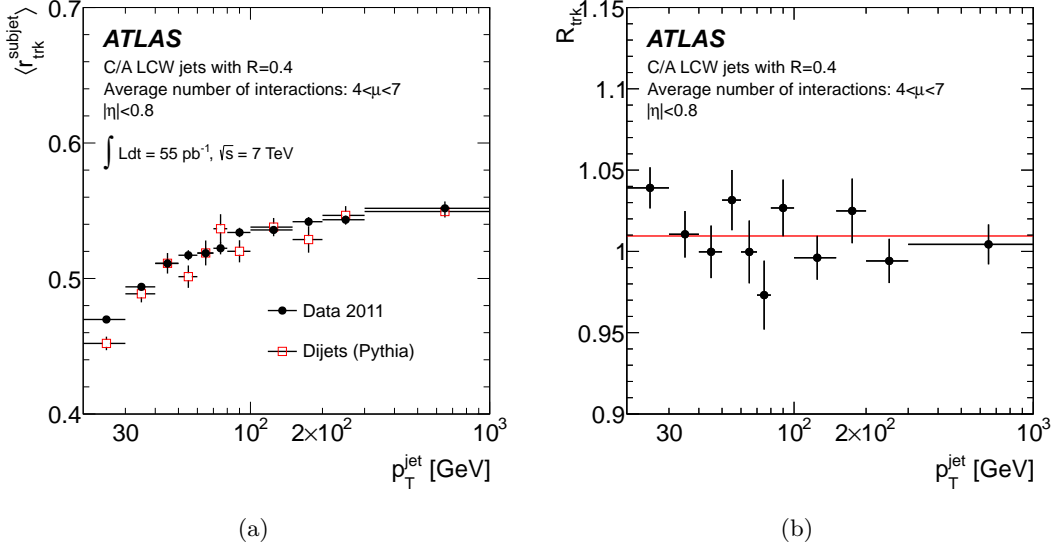 ⟨r_trk^subjet⟩
0.7
0.6
0.5
0.4
ATLAS
C/A LCW jets with R=0.4
Average number of interactions: 4<μ<7
|η|<0.8
∫ Ldt = 55 pb⁻¹, √s = 7 TeV
Data 2011
Dijets (Pythia)
30 10² 2×10² 10³
p_T^jet [GeV]
(a)
R_trk
1.15
1.1
1.05
1
0.95
0.9
ATLAS
C/A LCW jets with R=0.4
Average number of interactions: 4<μ<7
|η|<0.8
30 10² 2×10² 10³
p_T^jet [GeV]
(b)